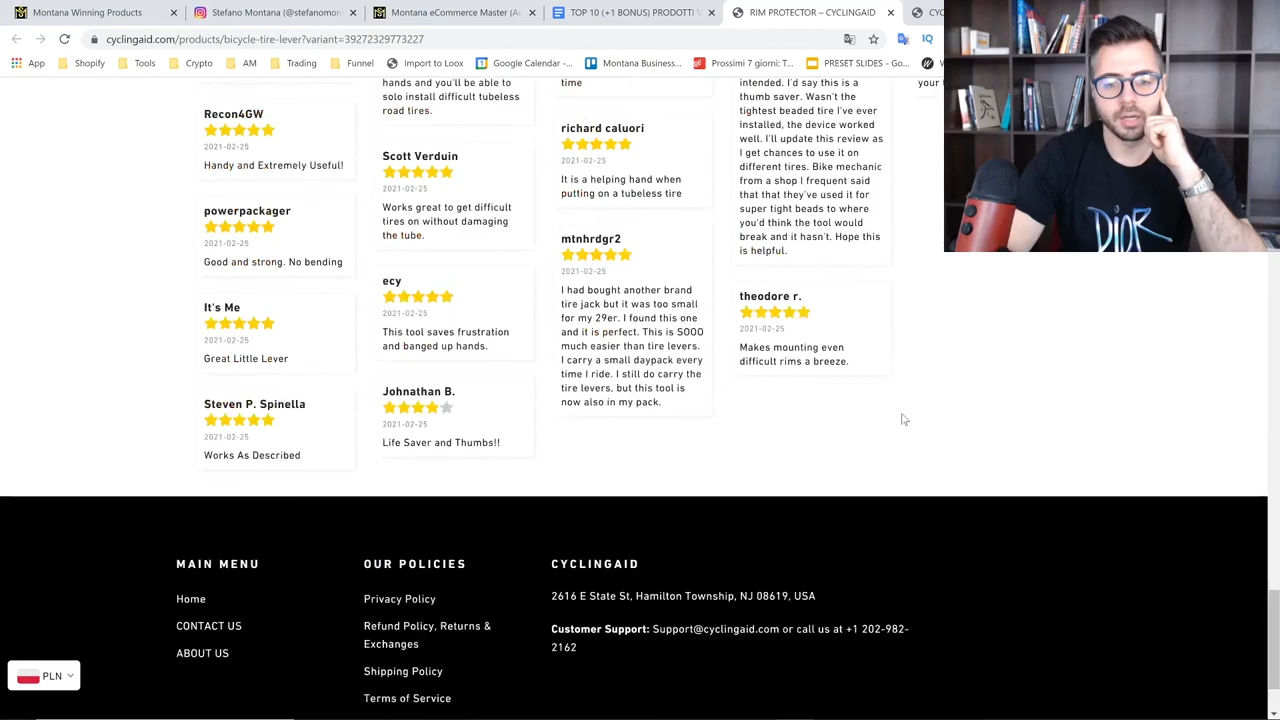 Montana Winning Products
Stefano Montana (@stefanomor
Montana eCommerce Master (Ad
TOP 10 (+1 BONUS) PRODOTTI V
RIM PROTECTOR – CYCLINGAID
CYC
cyclingaid.com/products/bicycle-tire-lever?variant=39272329773227
App
Shopify
Tools
Crypto
AM
Trading
Funnel
Import to Loox
Google Calendar -...
Montana Business...
Prossimi 7 giorni: T...
PRESET SLIDES - Go...
Recon4GW
2021-02-25
Handy and Extremely Useful!
powerpackager
2021-02-25
Good and strong. No bending
It's Me
2021-02-25
Great Little Lever
Steven P. Spinella
2021-02-25
Works As Described
hands and you'll be able to
solo install difficult tubeless
road tires.
Scott Verduin
2021-02-25
Works great to get difficult
tires on without damaging
the tube.
ecy
2021-02-25
This tool saves frustration
and banged up hands.
Johnathan B.
2021-02-25
Life Saver and Thumbs!!
time
richard caluori
2021-02-25
It is a helping hand when
putting on a tubeless tire
mtnhrdgr2
2021-02-25
I had bought another brand
tire jack but it was too small
for my 29er. I found this one
and it is perfect. This is SOOO
much easier than tire levers.
I carry a small daypack every
time I ride. I still do carry the
tire levers, but this tool is
now also in my pack.
intended. I'd say this is a
thumb saver. Wasn't the
tightest beaded tire I've ever
installed, the device worked
well. I'll update this review as
I get chances to use it on
different tires. Bike mechanic
from a shop I frequent said
that that they've used it for
super tight beads to where
you'd think the tool would
break and it hasn't. Hope this
is helpful.
theodore r.
2021-02-25
Makes mounting even
difficult rims a breeze.
your t
DIOR
MAIN MENU
Home
CONTACT US
ABOUT US
OUR POLICIES
Privacy Policy
Refund Policy, Returns &
Exchanges
Shipping Policy
Terms of Service
CYCLINGAID
2616 E State St, Hamilton Township, NJ 08619, USA
Customer Support: Support@cyclingaid.com or call us at +1 202-982-
2162
PLN